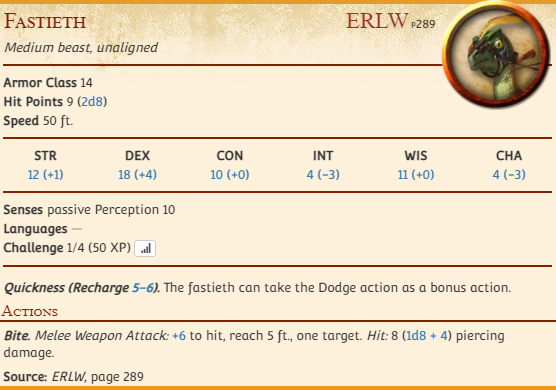 Fastieth ERLW p289
Medium beast, unaligned
Armor Class 14
Hit Points 9 (2d8)
Speed 50 ft.
STR DEX CON INT WIS CHA
12 (+1) 18 (+4) 10 (+0) 4 (−3) 11 (+0) 4 (−3)
Senses passive Perception 10
Languages —
Challenge 1/4 (50 XP)
Quickness (Recharge 5–6). The fastieth can take the Dodge action as a bonus action.
Actions
Bite. Melee Weapon Attack: +6 to hit, reach 5 ft., one target. Hit: 8 (1d8 + 4) piercing
damage.
Source: ERLW, page 289